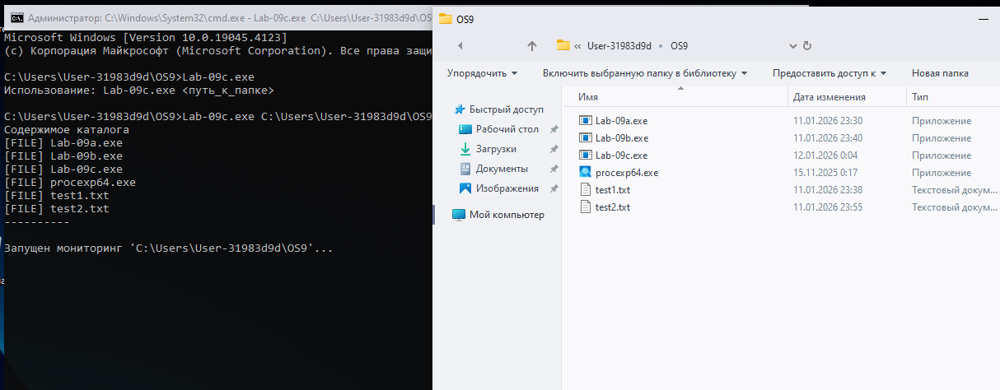 Администратор: C:\Windows\System32\cmd.exe - Lab-09c.exe C:\Users\User-31983d9d\OS9
Microsoft Windows [Version 10.0.19045.4123]
(c) Корпорация Майкрософт (Microsoft Corporation). Все права защи
C:\Users\User-31983d9d\OS9>Lab-09c.exe
Использование: Lab-09c.exe <путь_к_папке>
C:\Users\User-31983d9d\OS9>Lab-09c.exe C:\Users\User-31983d9d\OS9
Содержимое каталога
[FILE] Lab-09a.exe
[FILE] Lab-09b.exe
[FILE] Lab-09c.exe
[FILE] procexp64.exe
[FILE] test1.txt
[FILE] test2.txt
----------
Запущен мониторинг 'C:\Users\User-31983d9d\OS9'...
OS9
« User-31983d9d • OS9
Упорядочить Включить выбранную папку в библиотеку Предоставить доступ к Новая папка
Быстрый доступ
Рабочий стол
Загрузки
Документы
Изображения
Мой компьютер
Имя Дата изменения Тип
Lab-09a.exe 11.01.2026 23:30 Приложение
Lab-09b.exe 11.01.2026 23:40 Приложение
Lab-09c.exe 12.01.2026 0:04 Приложение
procexp64.exe 15.11.2025 0:17 Приложение
test1.txt 11.01.2026 23:38 Текстовый докум...
test2.txt 11.01.2026 23:55 Текстовый докум...